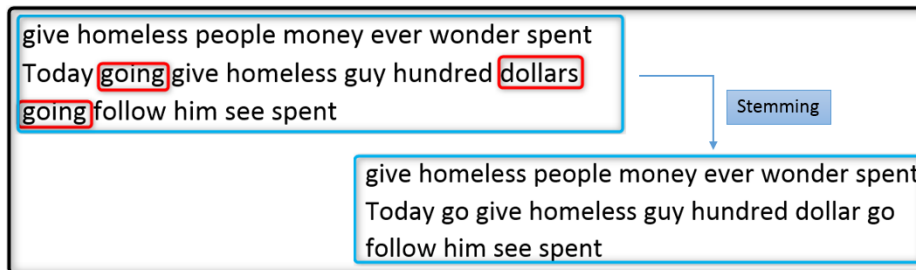 give homeless people money ever wonder spent
Today going give homeless guy hundred dollars
going follow him see spent
Stemming
give homeless people money ever wonder spent
Today go give homeless guy hundred dollar go
follow him see spent